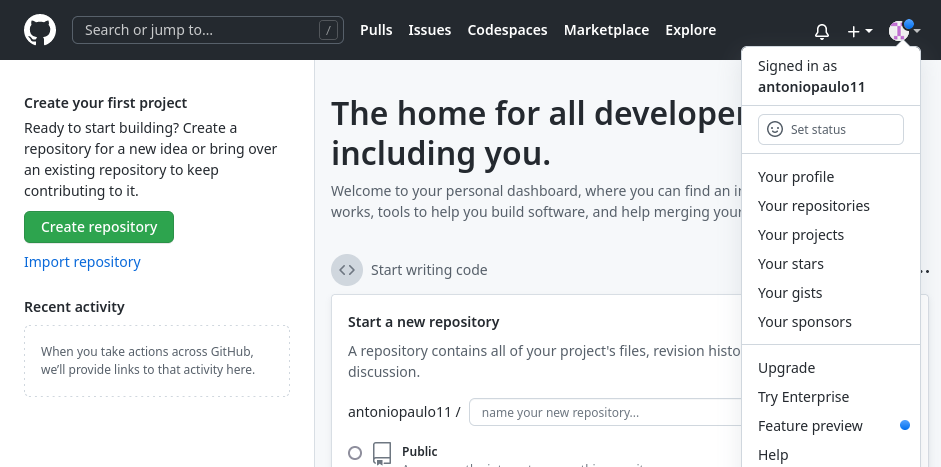 Search or jump to...
/
Pulls
Issues
Codespaces
Marketplace
Explore
Create your first project
Ready to start building? Create a
repository for a new idea or bring over
an existing repository to keep
contributing to it.
Create repository
Import repository
Recent activity
When you take actions across GitHub,
we'll provide links to that activity here.
The home for all developer
including you.
Welcome to your personal dashboard, where you can find an
works, tools to help you build software, and help merging your
Start writing code
Start a new repository
A repository contains all of your project's files, revision
discussion.
antoniopaulo11 /
name your new repository...
Public
Signed in as
antoniopaulo11
Set status
Your profile
Your repositories
Your projects
Your stars
Your gists
Your sponsors
Upgrade
Try Enterprise
Feature preview
Help